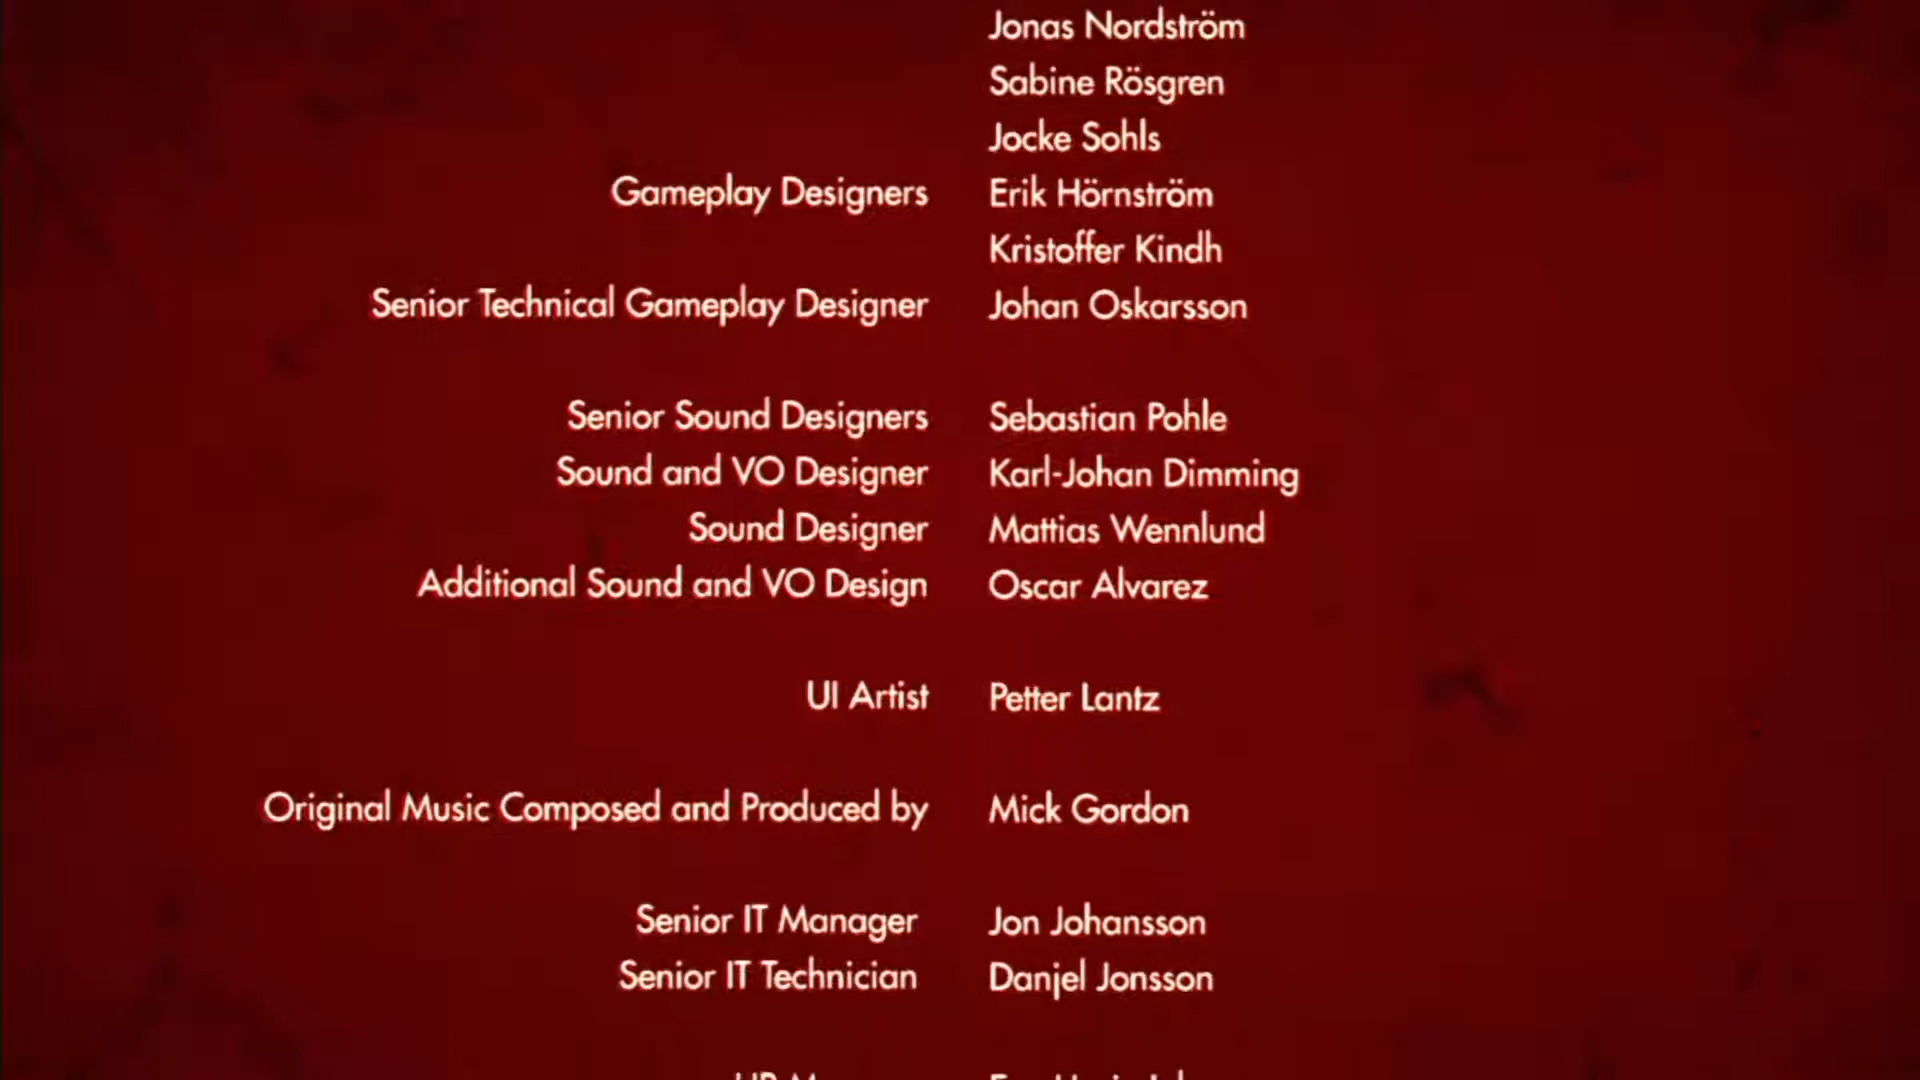 Jonas Nordström
Sabine Rösgren
Jocke Sohls
Gameplay Designers Erik Hörnström
Kristoffer Kindh
Senior Technical Gameplay Designer Johan Oskarsson
Senior Sound Designers Sebastian Pohle
Sound and VO Designer Karl-Johan Dimming
Sound Designer Mattias Wennlund
Additional Sound and VO Design Oscar Alvarez
UI Artist Petter Lantz
Original Music Composed and Produced by Mick Gordon
Senior IT Manager Jon Johansson
Senior IT Technician Danjel Jonsson